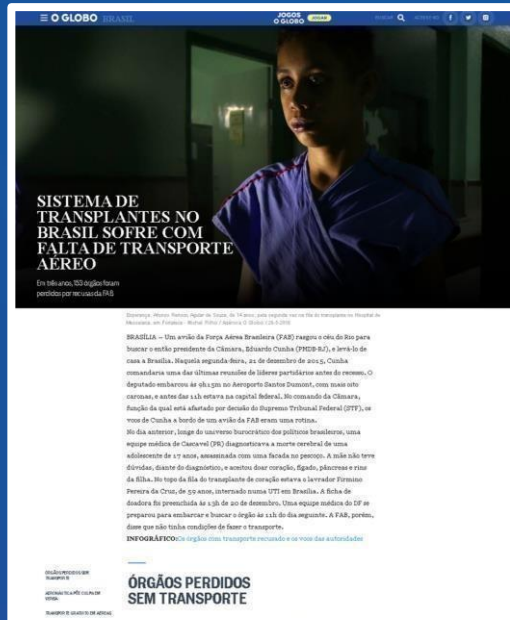 O GLOBO BRASIL
JOGOS
O GLOBO
JOGAR
BUSCAR
SISTEMA DE
TRANSPLANTES NO
BRASIL SOFRE COM
FALTA DE TRANSPORTE
AÉREO
Em três anos, 153 órgãos foram
perdidos por recusas da FAB
BRASÍLIA — Um avião da Força Aérea Brasileira (FAB) rasgou o céu do Rio para
buscar o então presidente da Câmara, Eduardo Cunha (PMDB-RJ), e levá-lo de
casa a Brasília. Naquela segunda-feira, 21 de dezembro de 2015, Cunha
comandaria uma das últimas reuniões de líderes partidários antes do recesso. O
deputado embarcou às 9h15m no Aeroporto Santos Dumont, com mais oito
caronas, e antes das 11h estava na capital federal. No comando da Câmara,
função da qual está afastado por decisão do Supremo Tribunal Federal (STF), os
voos de Cunha a bordo de um avião da FAB eram uma rotina.
No dia anterior, longe do universo burocrático dos políticos brasileiros, uma
equipe médica de Cascavel (PR) diagnosticava a morte cerebral de uma
adolescente de 17 anos, assassinada com uma facada no pescoço. A mãe não teve
dúvidas, diante do diagnóstico, e aceitou doar coração, fígado, pâncreas e rins
da filha. No topo da fila do transplante de coração estava o lavrador Firmino
Pereira da Cruz, de 59 anos, internado numa UTI em Brasília. A ficha de
doadora foi preenchida às 13h de 20 de dezembro. Uma equipe médica do DF se
preparou para embarcar e buscar o órgão às 11h do dia seguinte. A FAB, porém,
disse que não tinha condições de fazer o transporte.
INFOGRÁFICO: Os órgãos com transporte recusado e os voos das autoridades
ÓRGÃOS PERDIDOS SEM
TRANSPORTE
ÓRGÃOS PERDIDOS
SEM TRANSPORTE